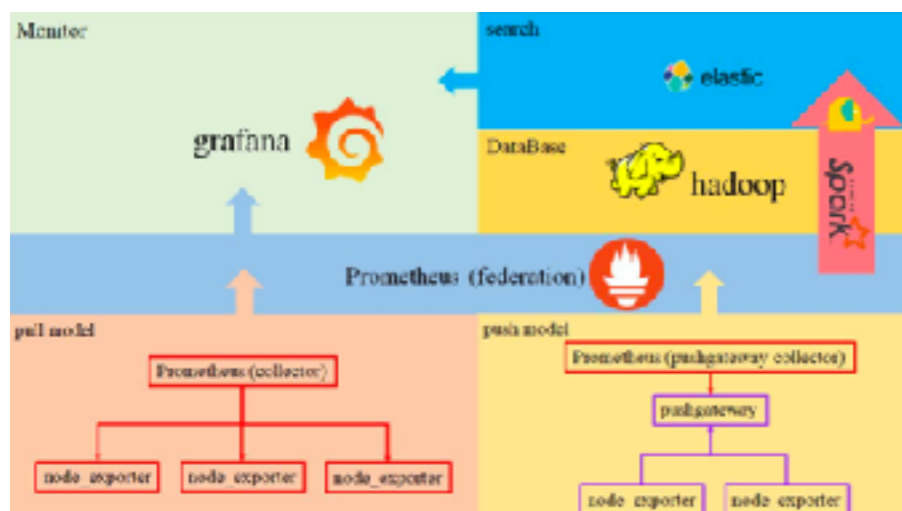 Monitor
search
elastic
grafana
DataBase
hadoop
Spark
Prometheus (federation)
pull model
push model
Prometheus (collector)
Prometheus (pushgateway collector)
pushgateway
node_exporter
node_exporter
node_exporter
node_exporter
node_exporter